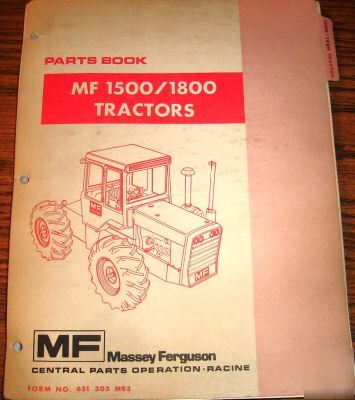 PARTS BOOK
MF 1500/1800
TRACTORS
MF
MF
MF Massey Ferguson
CENTRAL PARTS OPERATION-RACINE
FORM NO. 651 303 M93